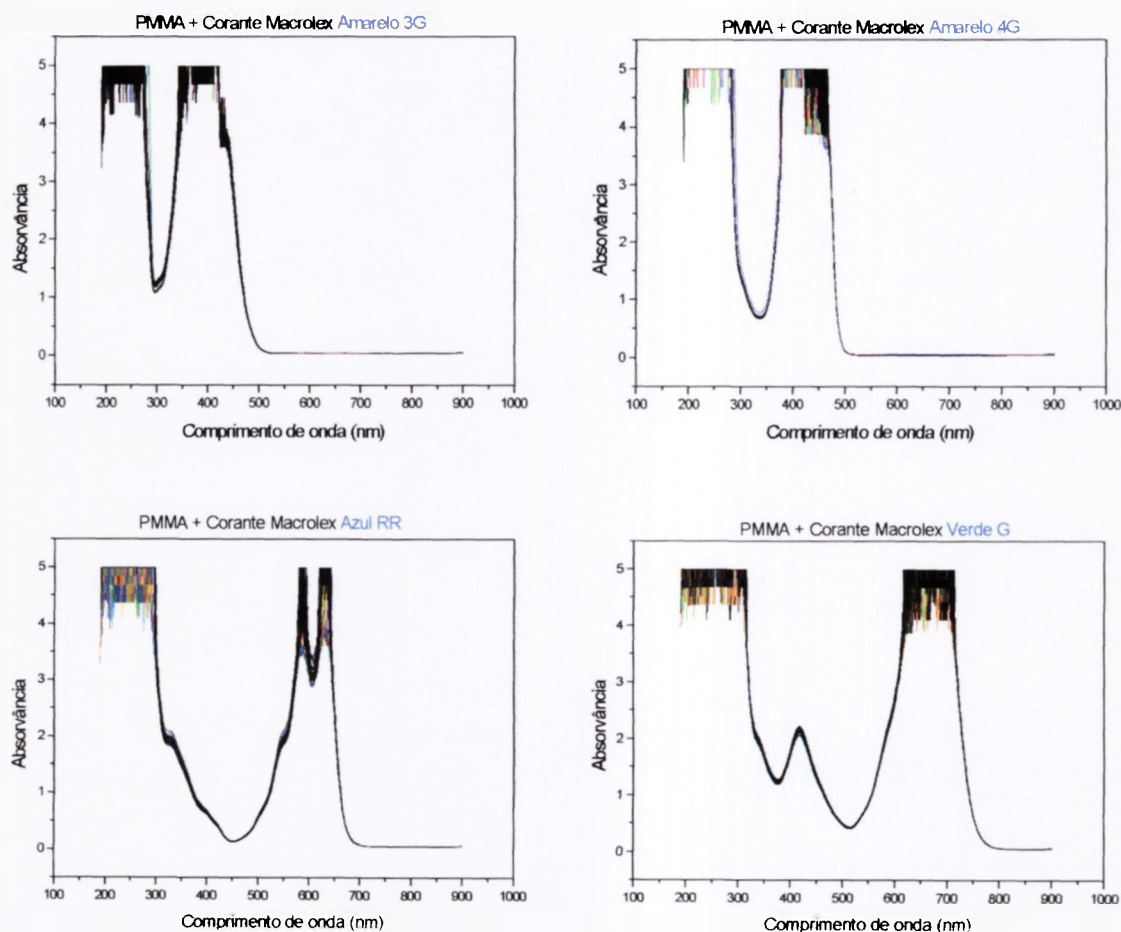 PMMA + Corante Macrolex Amarelo 3G
5
4
3
2
1
0
Absorvância
100 200 300 400 500 600 700 800 900 1000
Comprimento de onda (nm)
PMMA + Corante Macrolex Amarelo 4G
5
4
3
2
1
0
Absorvância
100 200 300 400 500 600 700 800 900 1000
Comprimento de onda (nm)
PMMA + Corante Macrolex Azul RR
5
4
3
2
1
0
Absorvância
100 200 300 400 500 600 700 800 900 1000
Comprimento de onda (nm)
PMMA + Corante Macrolex Verde G
5
4
3
2
1
0
Absorvância
100 200 300 400 500 600 700 800 900 1000
Comprimento de onda (nm)